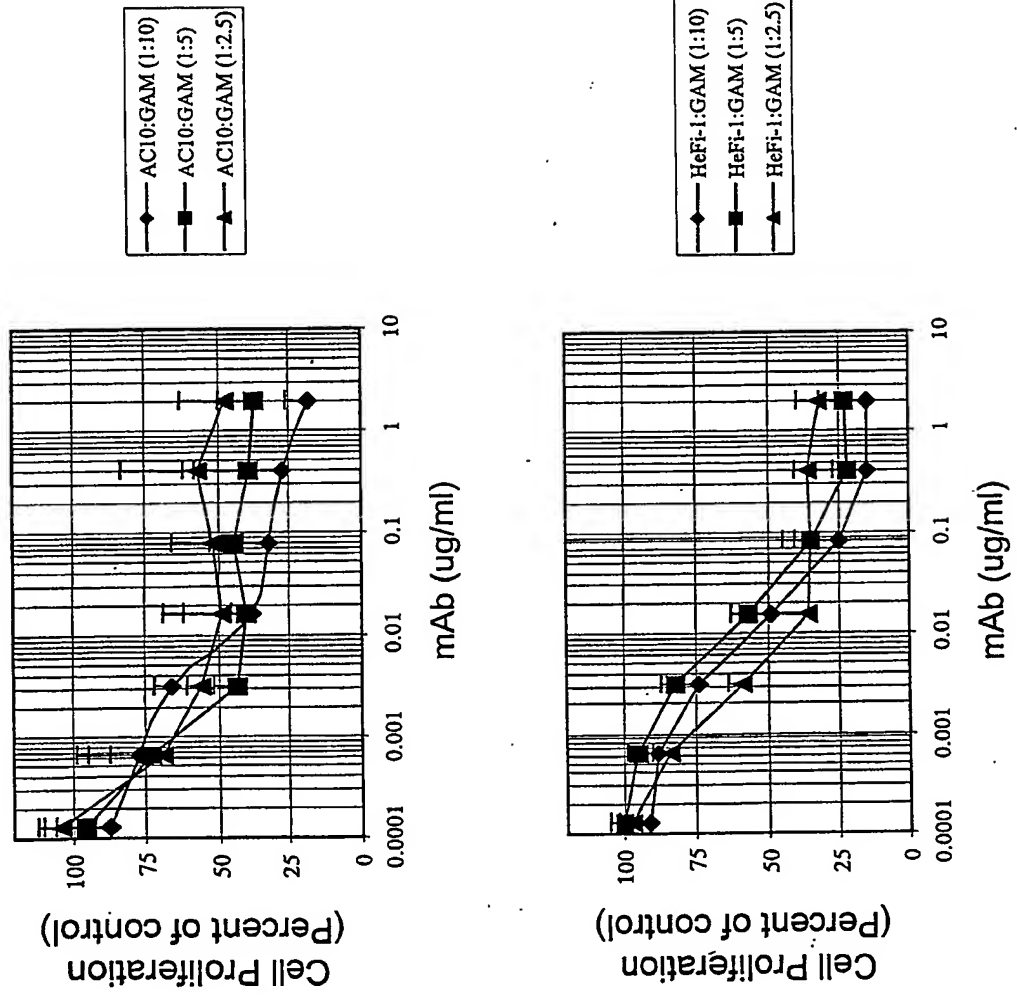 Cell Proliferation
(Percent of control)
100
75
50
25
0
0.0001
0.001
0.01
0.1
1
10
mAb (ug/ml)
AC10:GAM (1:10)
AC10:GAM (1:5)
AC10:GAM (1:2.5)
Cell Proliferation
(Percent of control)
100
75
50
25
0
0.0001
0.001
0.01
0.1
1
10
mAb (ug/ml)
HeFi-1:GAM (1:10)
HeFi-1:GAM (1:5)
HeFi-1:GAM (1:2.5)